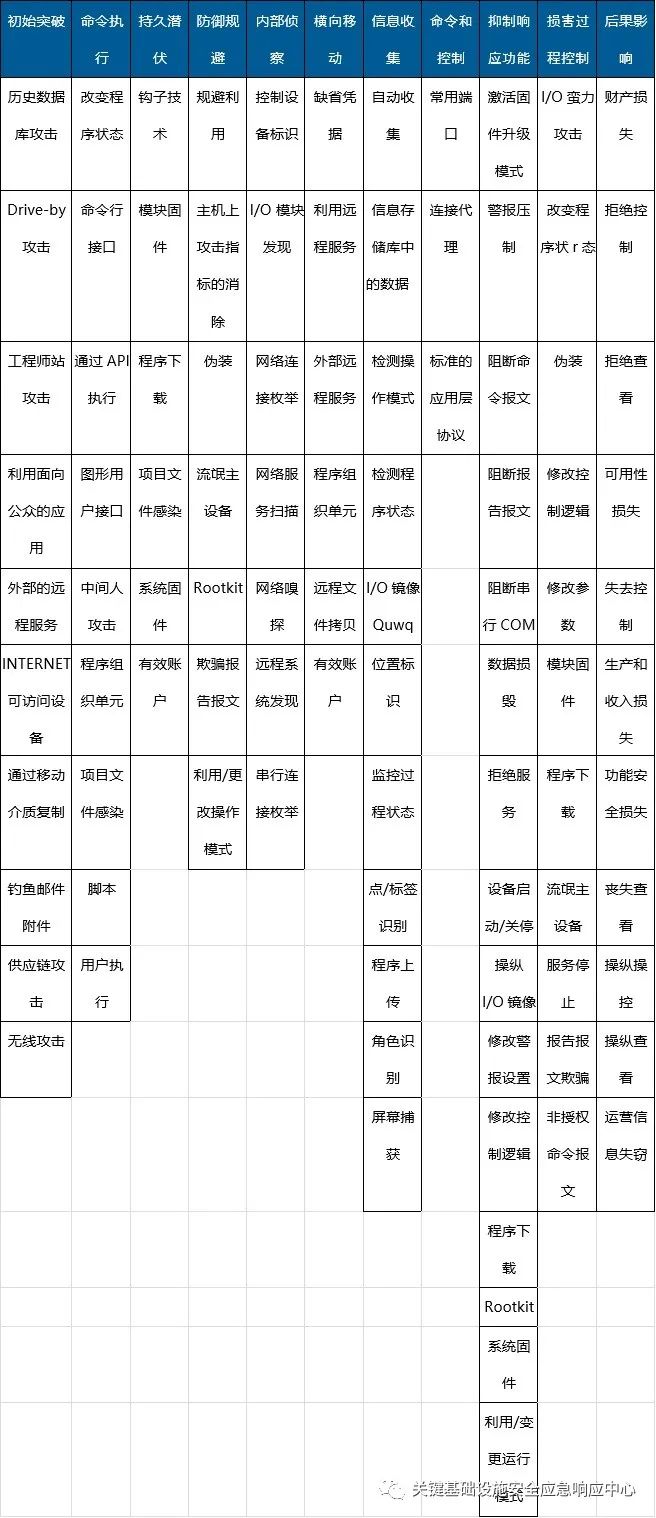 初始突破 命令执行 持久潜伏 防御规避 内部侦察 横向移动 信息收集 命令和控制 抑制响应功能 损害过程控制 后果影响
历史数据库攻击 改变程序状态 钩子技术 规避利用 控制设备标识 缺省凭据 自动收集 常用端口 激活固件升级模式 I/O 蛮力攻击 财产损失
Drive-by 攻击 命令行接口 模块固件 主机上攻击指标的消除 I/O 模块发现 利用远程服务 信息存储库中的数据 连接代理 警报压制 改变程序状 r 态 拒绝控制
工程师站攻击 通过 API 执行 程序下载 伪装 网络连接枚举 外部远程服务 检测操作模式 标准的应用层协议 阻断命令报文 伪装 拒绝查看
利用面向公众的应用 图形用户接口 项目文件感染 流氓主设备 网络服务扫描 程序组织单元 检测程序状态 阻断报告报文 修改控制逻辑 可用性损失
外部的远程服务 中间人攻击 系统固件 Rootkit 网络嗅探 远程文件拷贝 I/O 镜像 Quwq 阻断串行 COM 修改参数 失去控制
INTERNET 可访问设备 程序组织单元 有效账户 欺骗报告报文 远程系统发现 有效账户 位置标识 数据损毁 模块固件 生产和收入损失
通过移动介质复制 项目文件感染 利用/更改操作模式 串行连接枚举 监控过程状态 拒绝服务 程序下载 功能安全损失
钓鱼邮件附件 脚本 点/标签识别 设备启动/关停 流氓主设备 丧失查看
供应链攻击 用户执行 程序上传 操纵 I/O 镜像 服务停止 操纵操控
无线攻击 角色识别 修改警报设置 报告报文欺骗 操纵查看
屏幕捕获 修改控制逻辑 非授权命令报文 运营信息失窃
程序下载
Rootkit
系统固件
利用/变更运行模式
关键基础设施安全应急响应中心